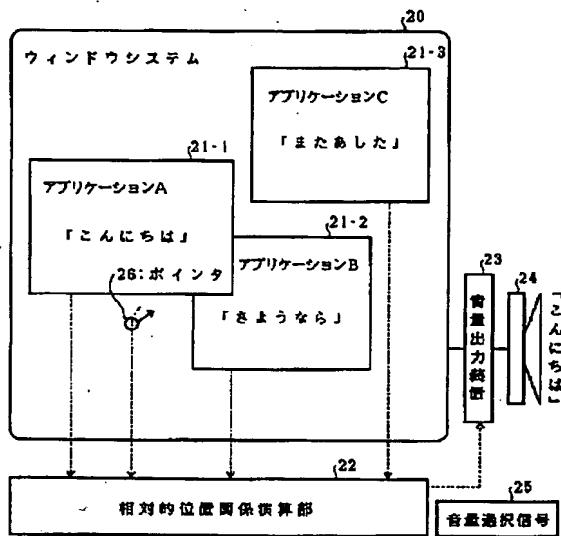 20
ウィンドウシステム
21-3
アプリケーションC
「またあした」
21-1
アプリケーションA
「こんにちは」
21-2
26:ポインタ
アプリケーションB
「さようなら」
23
音量出力装置
24
「こんにちは」
22
相対的位置関係演算部
25
音量選択信号